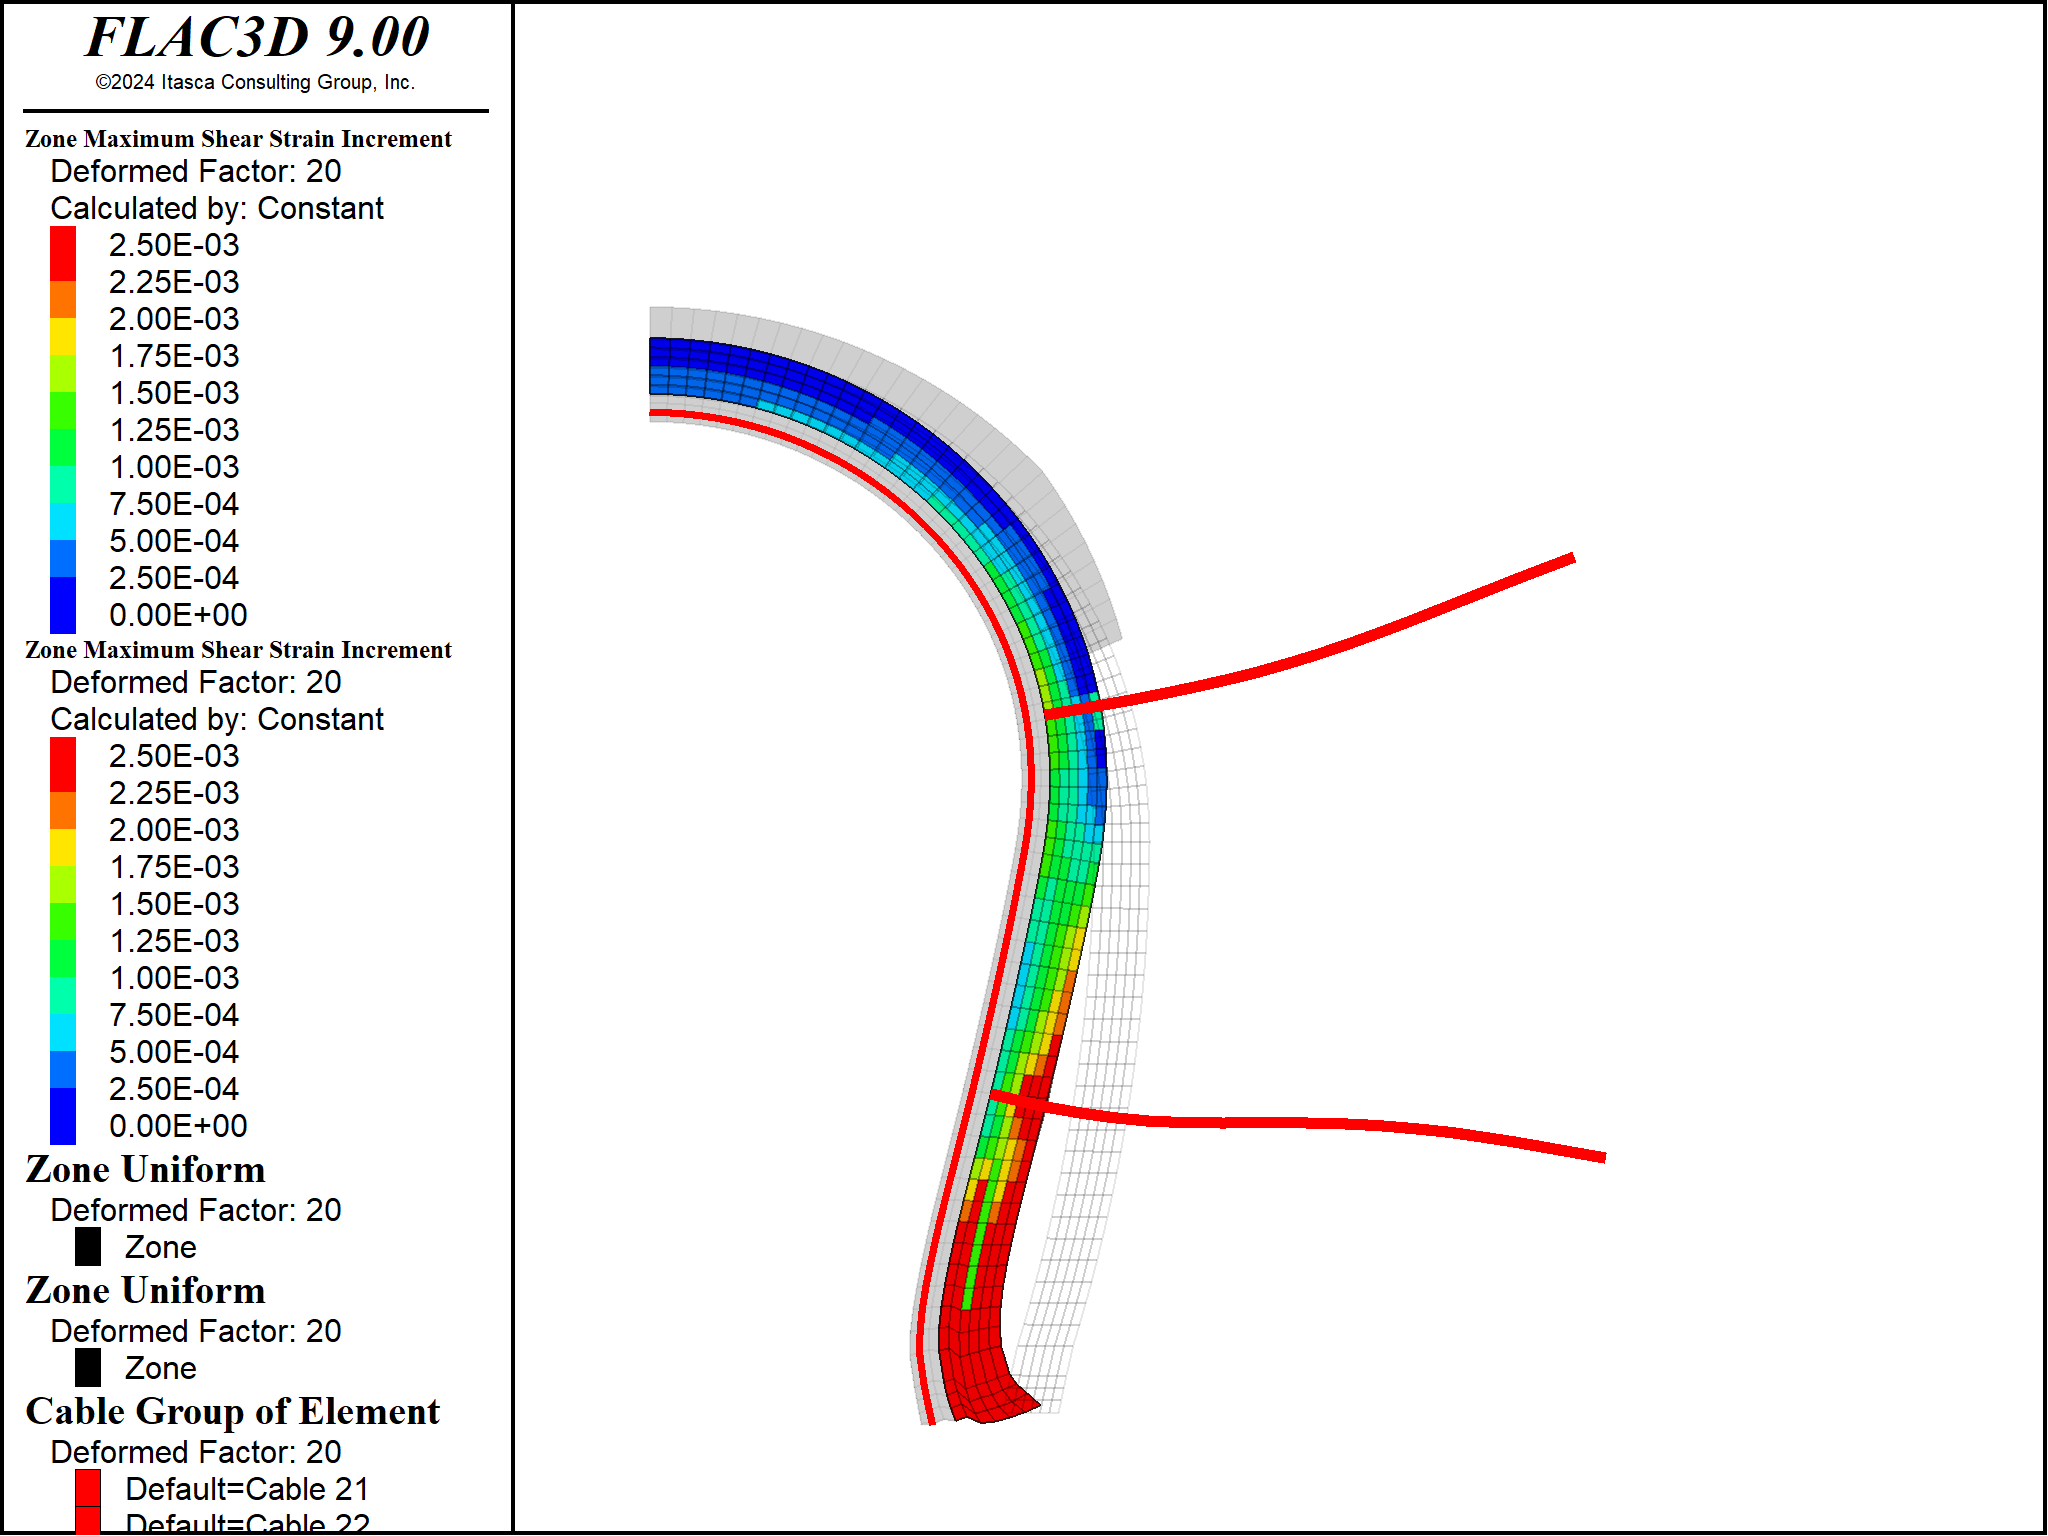 FLAC3D 9.00
©2024 Itasca Consulting Group, Inc.
Zone Maximum Shear Strain Increment
Deformed Factor: 20
Calculated by: Constant
2.50E-03
2.25E-03
2.00E-03
1.75E-03
1.50E-03
1.25E-03
1.00E-03
7.50E-04
5.00E-04
2.50E-04
0.00E+00
Zone Maximum Shear Strain Increment
Deformed Factor: 20
Calculated by: Constant
2.50E-03
2.25E-03
2.00E-03
1.75E-03
1.50E-03
1.25E-03
1.00E-03
7.50E-04
5.00E-04
2.50E-04
0.00E+00
Zone Uniform
Deformed Factor: 20
Zone
Zone Uniform
Deformed Factor: 20
Zone
Cable Group of Element
Deformed Factor: 20
Default=Cable 21
Default=Cable 22